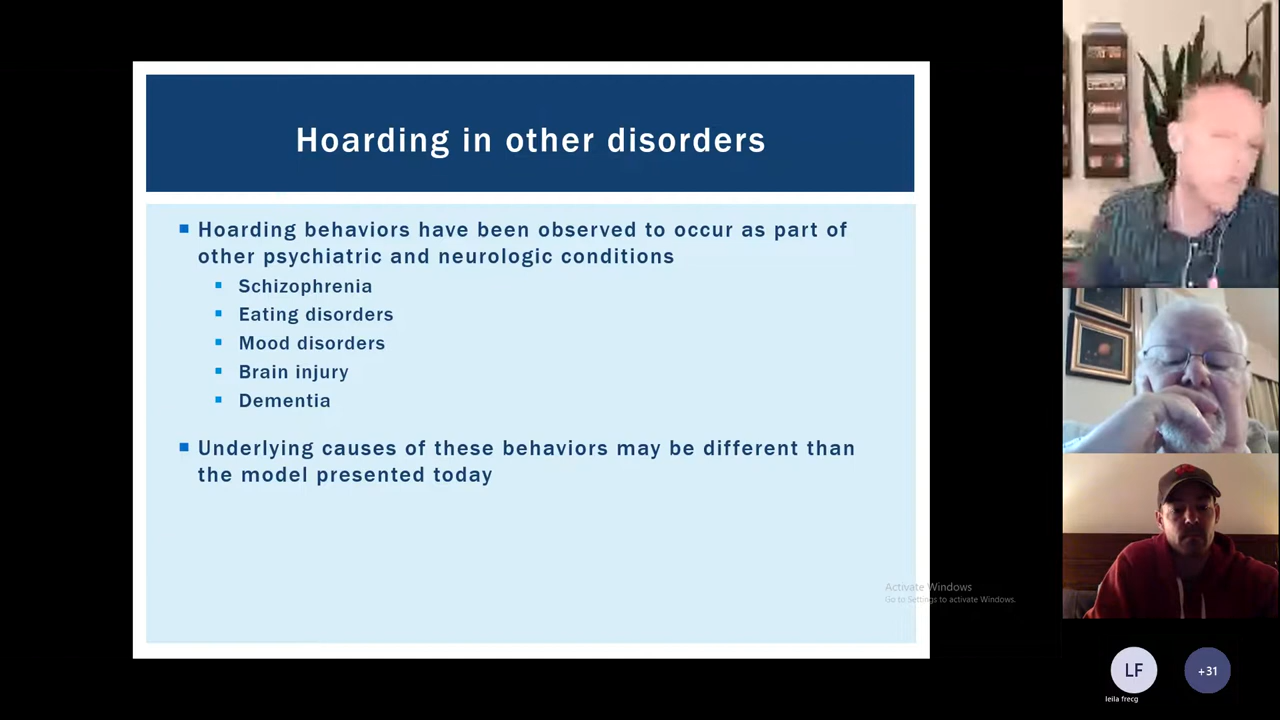 Hoarding in other disorders
Hoarding behaviors have been observed to occur as part of
other psychiatric and neurologic conditions
Schizophrenia
Eating disorders
Mood disorders
Brain injury
Dementia
Underlying causes of these behaviors may be different than
the model presented today
Activate Windows
Go to Settings to activate Windows.
LF
+31
leila frecg